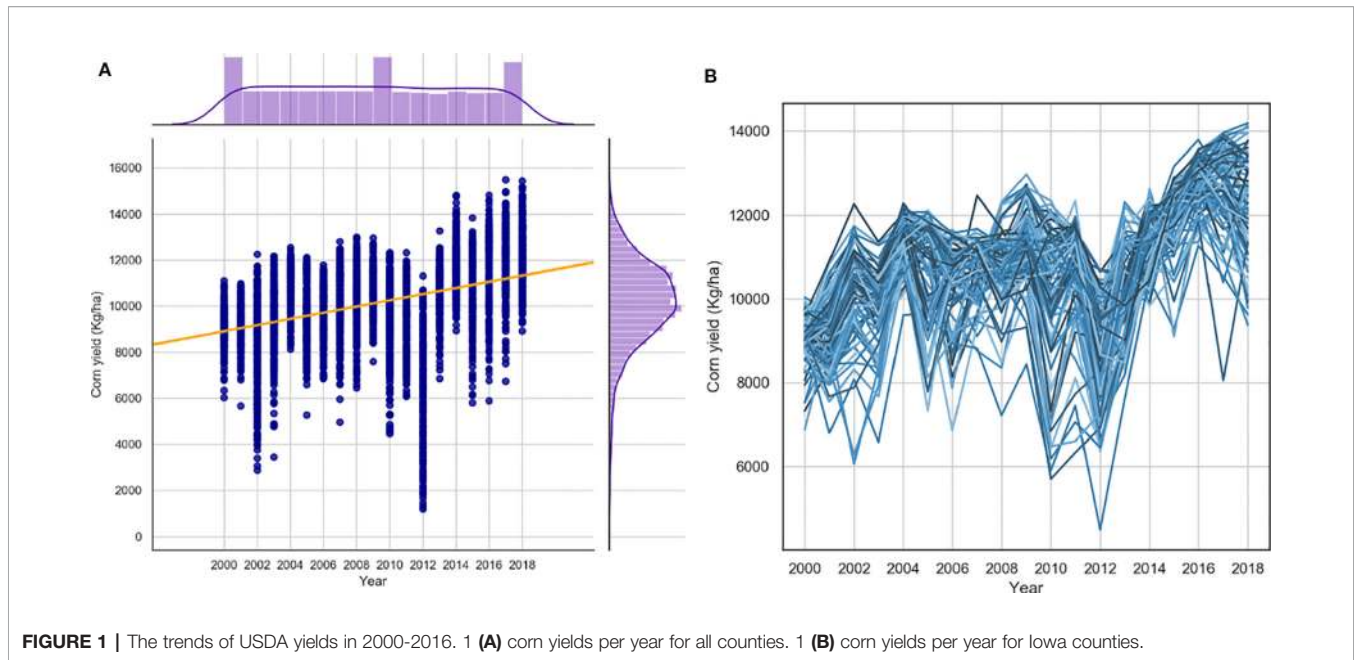 A
B
16000
14000
12000
10000
8000
6000
4000
2000
0
Corn yield (Kg/ha)
2000 2002 2004 2006 2008 2010 2012 2014 2016 2018
Year
14000
12000
10000
8000
6000
Corn yield (Kg/ha)
2000 2002 2004 2006 2008 2010 2012 2014 2016 2018
Year
FIGURE 1 | The trends of USDA yields in 2000-2016. 1 (A) corn yields per year for all counties. 1 (B) corn yields per year for Iowa counties.